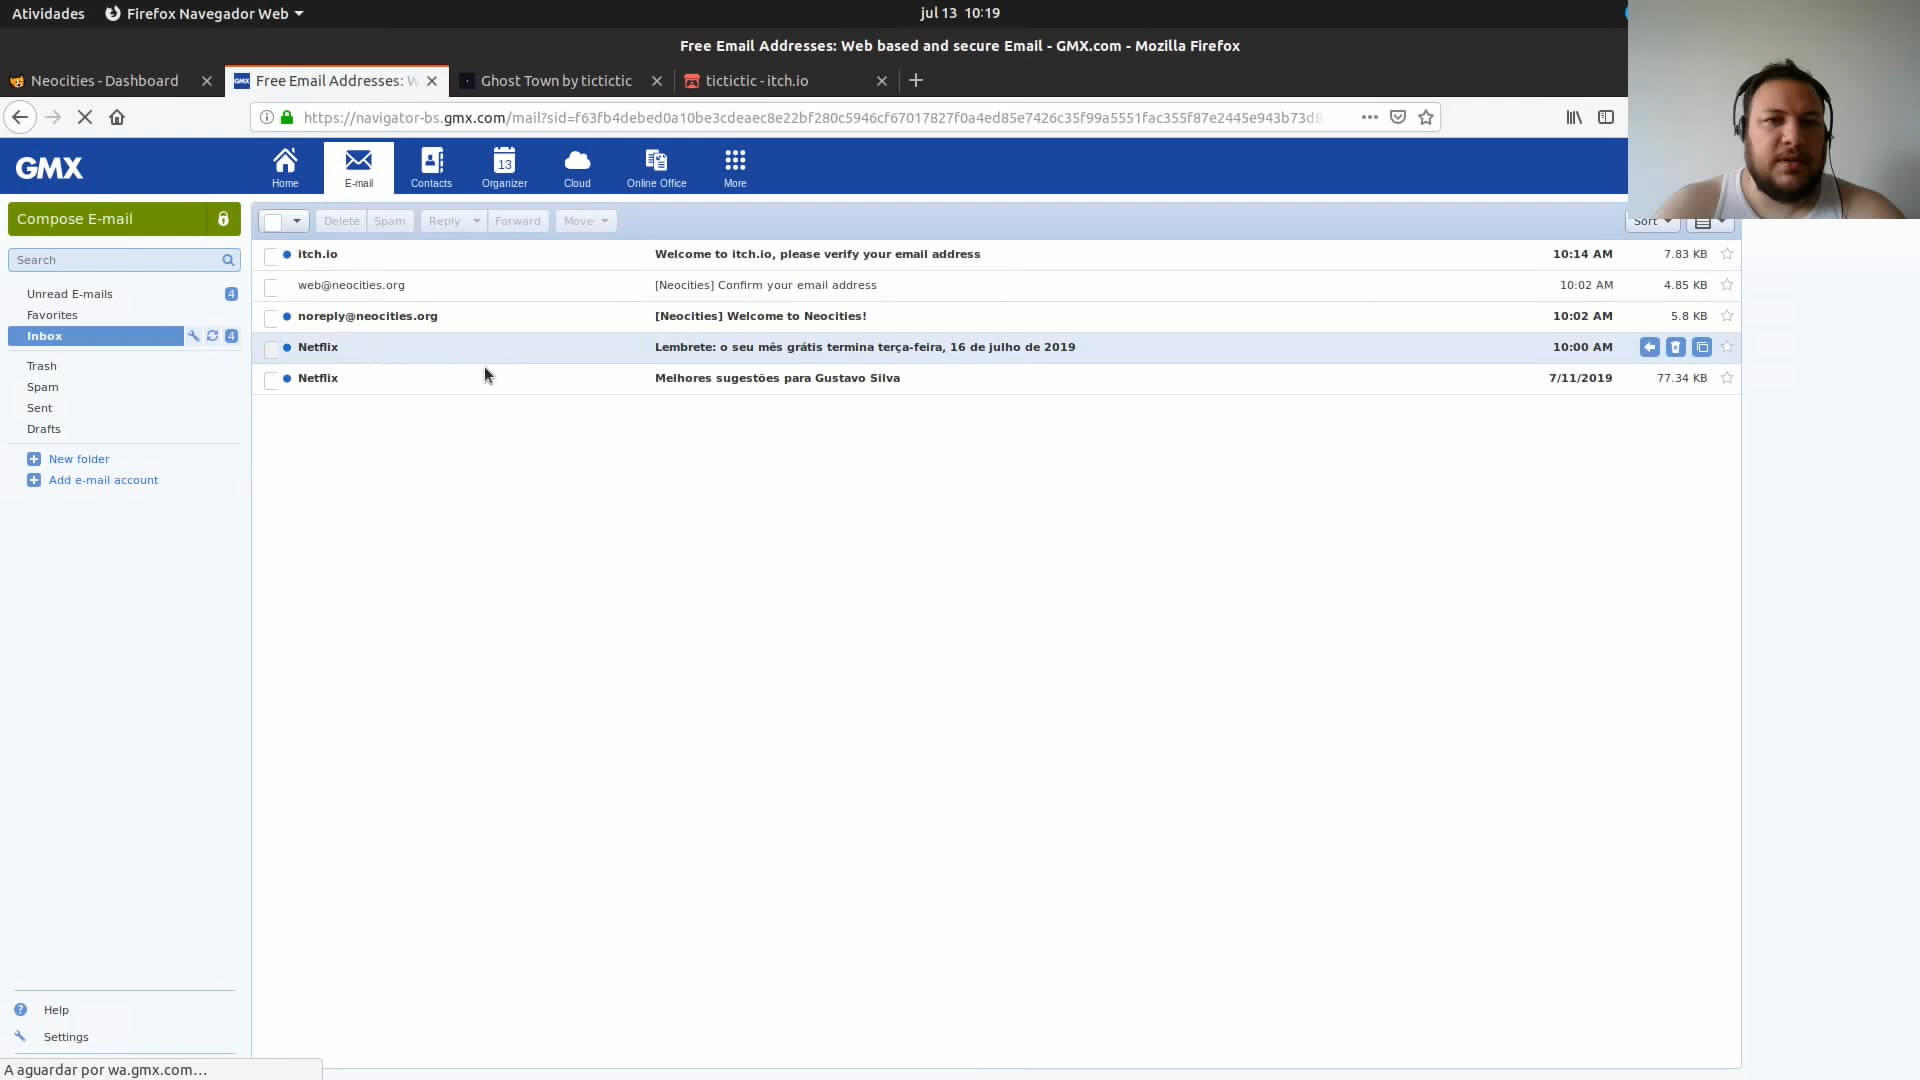 Atividades Firefox Navegador Web jul 13 10:19
Free Email Addresses: Web based and secure Email - GMX.com - Mozilla Firefox
Neocities - Dashboard GMX Free Email Addresses: W Ghost Town by tictictic tictictic - itch.io
https://navigator-bs.gmx.com/mail?sid=f63fb4debed0a10be3cdeaec8e22bf280c5946cf67017827f0a4ed85e7426c35f99a5551fac355f87e2445e943b73d8
GMX
Home E-mail Contacts 13 Organizer Cloud Online Office More
Compose E-mail
Delete Spam Reply Forward Move Sort
Search
Unread E-mails 4
Favorites
Inbox 4
Trash
Spam
Sent
Drafts
New folder
Add e-mail account
itch.io Welcome to itch.io, please verify your email address 10:14 AM 7.83 KB
web@neocities.org [Neocities] Confirm your email address 10:02 AM 4.85 KB
noreply@neocities.org [Neocities] Welcome to Neocities! 10:02 AM 5.8 KB
Netflix Lembrete: o seu mês grátis termina terça-feira, 16 de julho de 2019 10:00 AM
Netflix Melhores sugestões para Gustavo Silva 7/11/2019 77.34 KB
Help
Settings
A aguardar por wa.gmx.com…